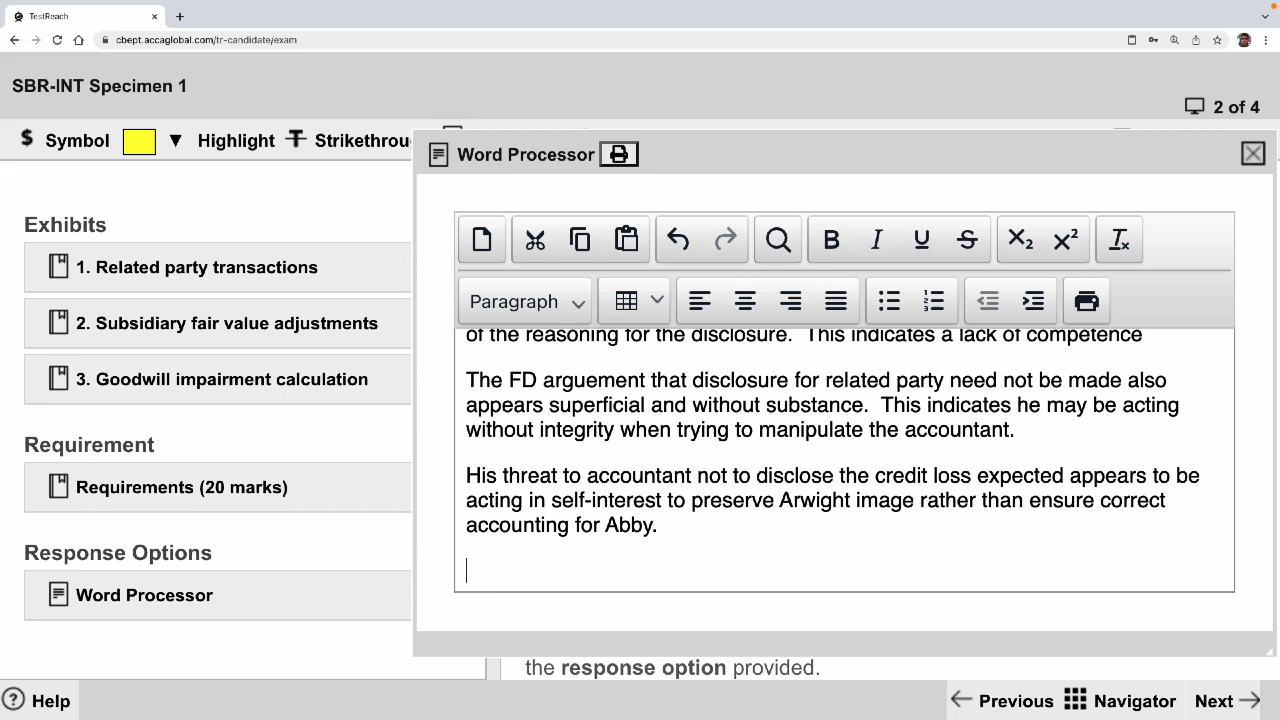 TestReach
cbept.accaglobal.com/tr-candidate/exam
SBR-INT Specimen 1
2 of 4
$ Symbol ▼ Highlight T Strikethrou
Word Processor
Exhibits
1. Related party transactions
2. Subsidiary fair value adjustments
3. Goodwill impairment calculation
Requirement
Requirements (20 marks)
Response Options
Word Processor
B I U S X₂ X² Tx
Paragraph
of the reasoning for the disclosure. This indicates a lack of competence
The FD arguement that disclosure for related party need not be made also
appears superficial and without substance. This indicates he may be acting
without integrity when trying to manipulate the accountant.
His threat to accountant not to disclose the credit loss expected appears to be
acting in self-interest to preserve Arwight image rather than ensure correct
accounting for Abby.
the response option provided.
Help
Previous
Navigator
Next